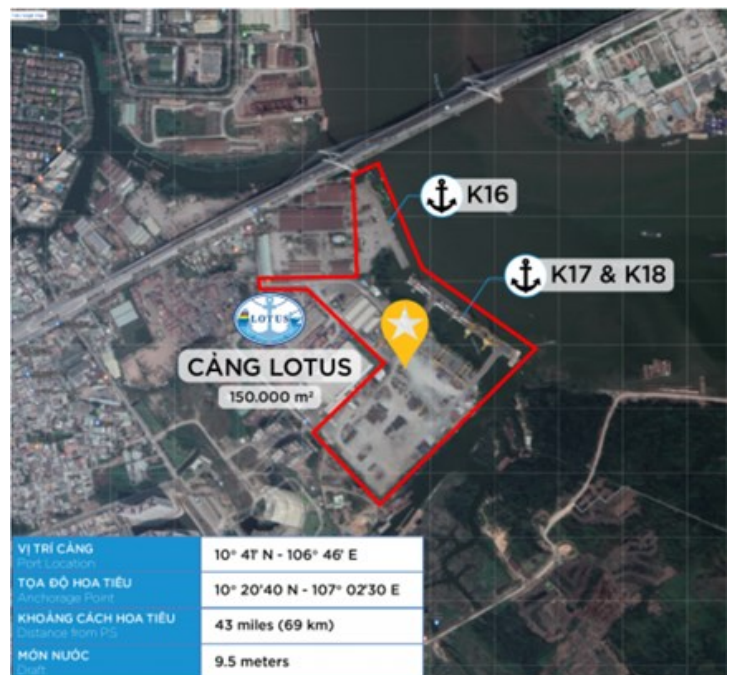 K16
K17 & K18
LOTUS
CẢNG LOTUS
150.000 m²
VỊ TRÍ CẢNG
Port Location
10° 41' N - 106° 46' E
TỌA ĐỘ HOA TIÊU
Anchorage Point
10° 20'40 N - 107° 02'30 E
KHOẢNG CÁCH HOA TIÊU
Distance from P.S
43 miles (69 km)
MÓN NƯỚC
Draft
9.5 meters